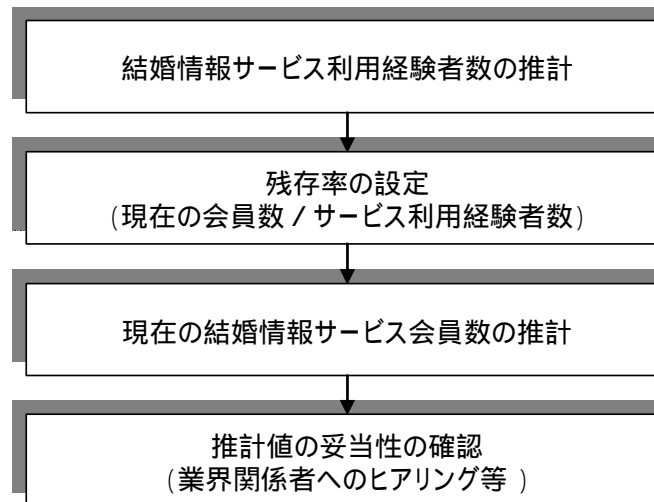 結婚情報サービス利用経験者数の推計
残存率の設定
(現在の会員数／サービス利用経験者数)
現在の結婚情報サービス会員数の推計
推計値の妥当性の確認
(業界関係者へのヒアリング等 )